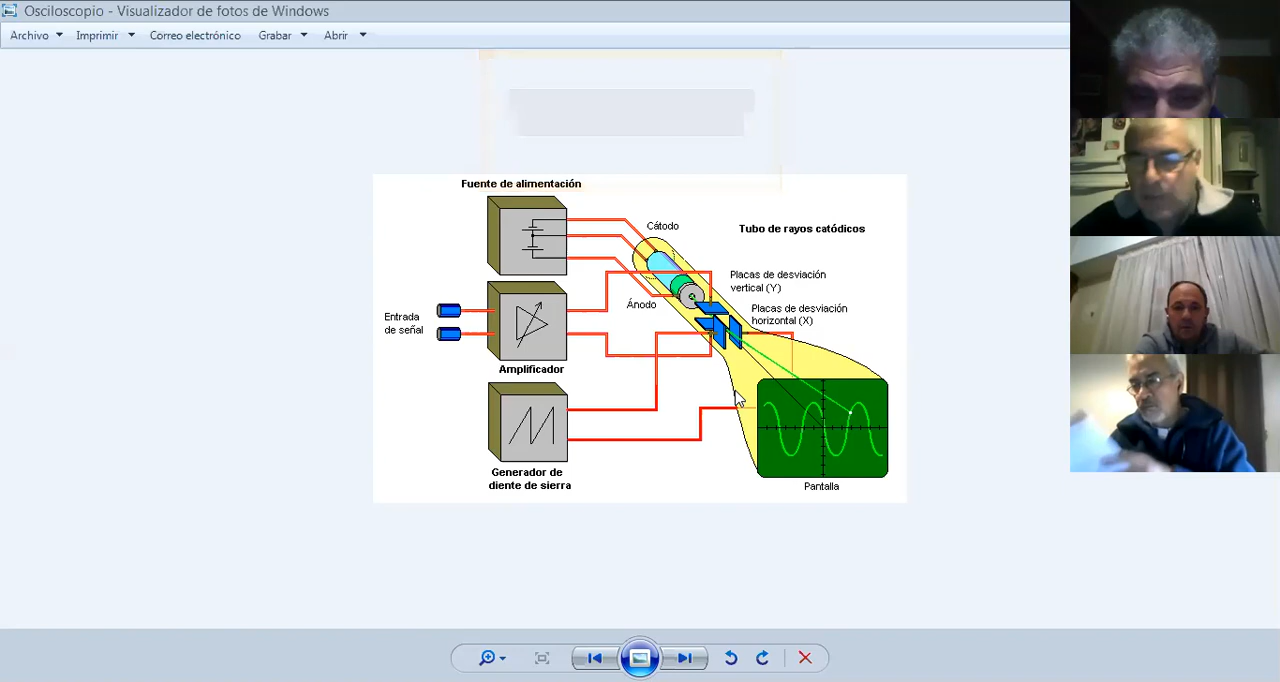 Osciloscopio - Visualizador de fotos de Windows
Archivo Imprimir Correo electrónico Grabar Abrir
Fuente de alimentación
Cátodo
Tubo de rayos catódicos
Placas de desviación
vertical (Y)
Ánodo
Placas de desviación
horizontal (X)
Entrada
de señal
Amplificador
Generador de
diente de sierra
Pantalla